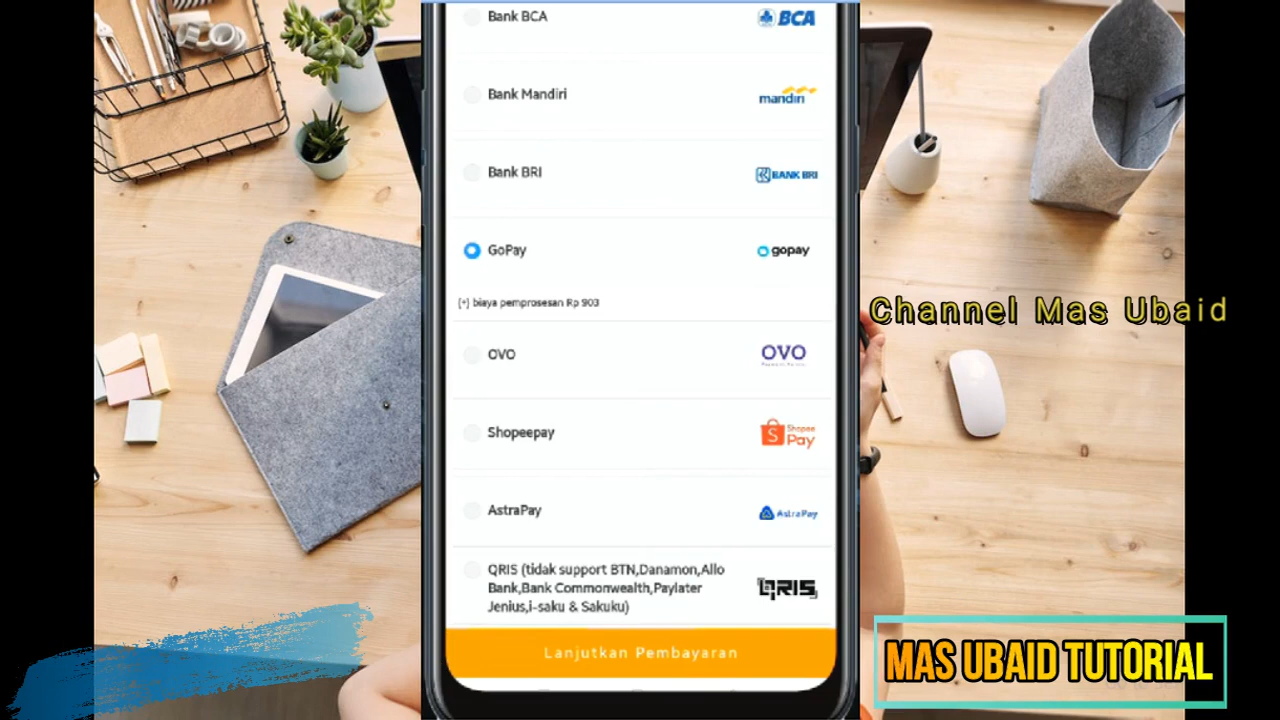 Bank BCA
BCA
Bank Mandiri
mandiri
Bank BRI
BANK BRI
GoPay
gopay
(+) biaya pemprosesan Rp 903
Channel Mas Ubaid
OVO
OVO
Shopeepay
Shopee
Pay
AstraPay
AstraPay
QRIS (tidak support BTN,Danamon,Allo
Bank,Bank Commonwealth,Paylater
Jenius,i-saku & Sakuku)
QRIS
Lanjutkan Pembayaran
MAS UBAID TUTORIAL